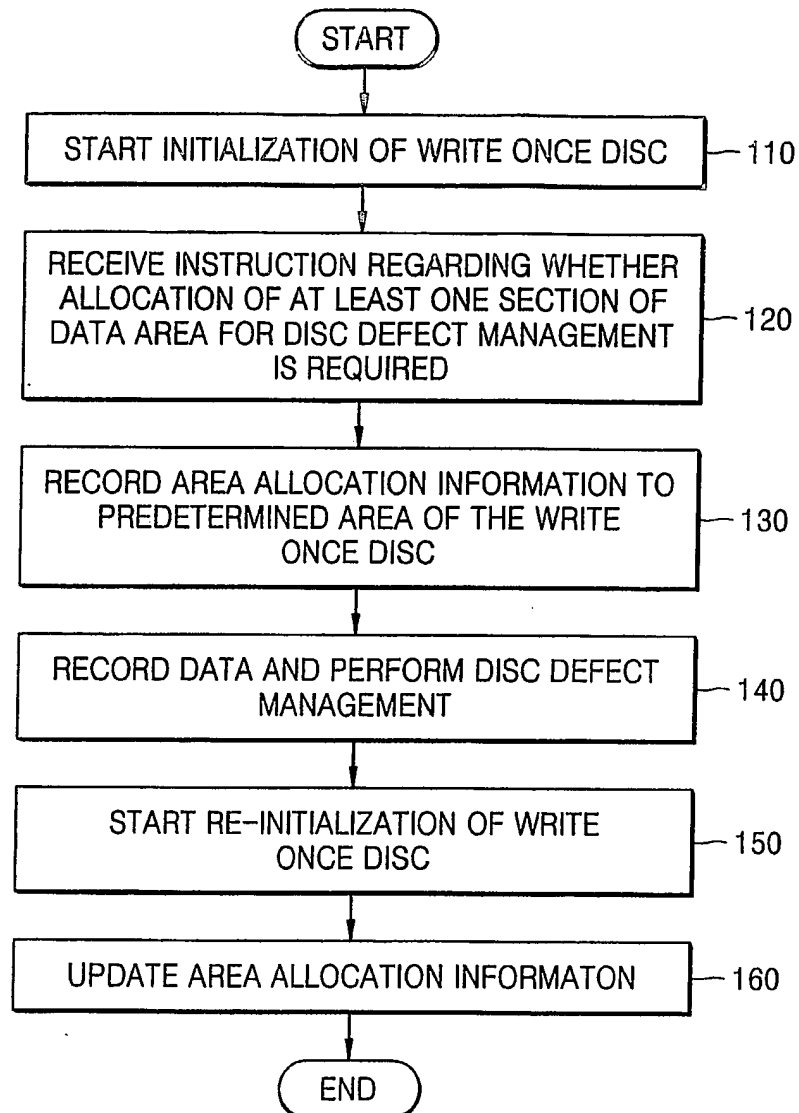 START
START INITIALIZATION OF WRITE ONCE DISC
110
RECEIVE INSTRUCTION REGARDING WHETHER
ALLOCATION OF AT LEAST ONE SECTION OF
DATA AREA FOR DISC DEFECT MANAGEMENT
IS REQUIRED
120
RECORD AREA ALLOCATION INFORMATION TO
PREDETERMINED AREA OF THE WRITE
ONCE DISC
130
RECORD DATA AND PERFORM DISC DEFECT
MANAGEMENT
140
START RE-INITIALIZATION OF WRITE
ONCE DISC
150
UPDATE AREA ALLOCATION INFORMATON
160
END